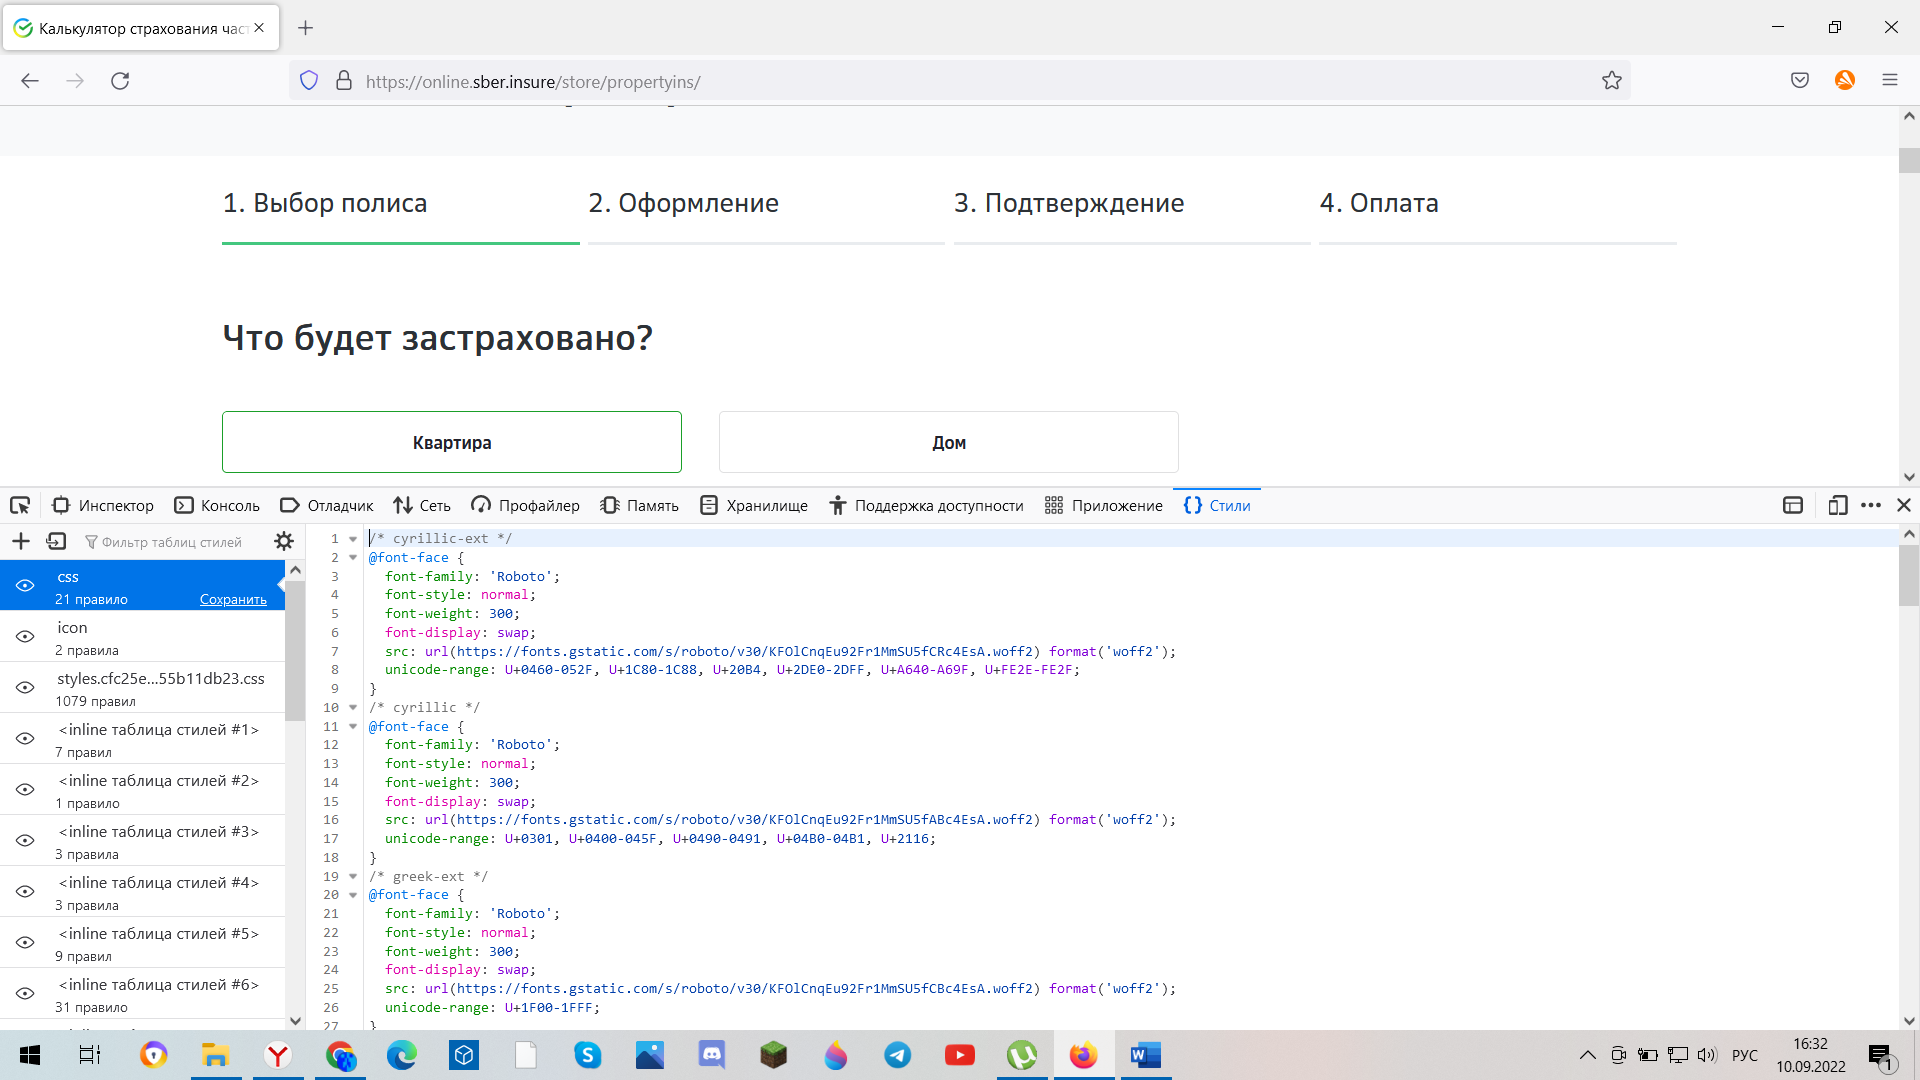 Калькулятор страхования част
https://online.sber.insure/store/propertyins/
1. Выбор полиса
2. Оформление
3. Подтверждение
4. Оплата
Что будет застраховано?
Квартира
Дом
Инспектор
Консоль
Отладчик
Сеть
Профайлер
Память
Хранилище
Поддержка доступности
Приложение
Стили
Фильтр таблиц стилей
css
21 правило
Сохранить
icon
2 правила
styles.cfc25e...55b11db23.css
1079 правил
<inline таблица стилей #1>
7 правил
<inline таблица стилей #2>
1 правило
<inline таблица стилей #3>
3 правила
<inline таблица стилей #4>
3 правила
<inline таблица стилей #5>
9 правил
<inline таблица стилей #6>
31 правило
1 /* cyrillic-ext */
2 @font-face {
3 font-family: 'Roboto';
4 font-style: normal;
5 font-weight: 300;
6 font-display: swap;
7 src: url(https://fonts.gstatic.com/s/roboto/v30/KFOlCnqEu92Fr1MmSU5fCRc4EsA.woff2) format('woff2');
8 unicode-range: U+0460-052F, U+1C80-1C88, U+20B4, U+2DE0-2DFF, U+A640-A69F, U+FE2E-FE2F;
9 }
10 /* cyrillic */
11 @font-face {
12 font-family: 'Roboto';
13 font-style: normal;
14 font-weight: 300;
15 font-display: swap;
16 src: url(https://fonts.gstatic.com/s/roboto/v30/KFOlCnqEu92Fr1MmSU5fABc4EsA.woff2) format('woff2');
17 unicode-range: U+0301, U+0400-045F, U+0490-0491, U+04B0-04B1, U+2116;
18 }
19 /* greek-ext */
20 @font-face {
21 font-family: 'Roboto';
22 font-style: normal;
23 font-weight: 300;
24 font-display: swap;
25 src: url(https://fonts.gstatic.com/s/roboto/v30/KFOlCnqEu92Fr1MmSU5fCBc4EsA.woff2) format('woff2');
26 unicode-range: U+1F00-1FFF;
27 }
РУС
16:32
10.09.2022
1